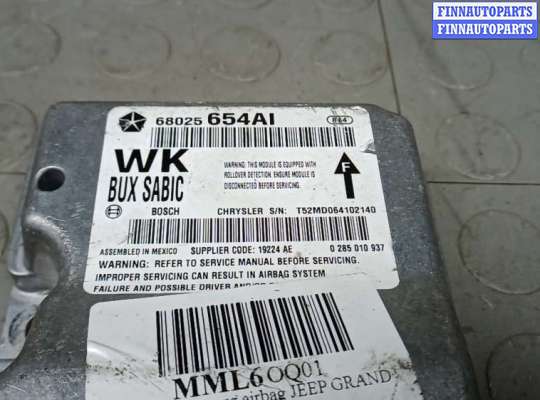 FINNAUTOPARTS
FINNAUTOPARTS
FINNAUTOPARTS
68025 654AI
WK
BUX SABIC
WARNING: THIS MODULE IS EQUIPPED WITH
ROLLOVER DETECTION. ENSURE MODULE IS
DISCONNECTED BEFORE SERVICING.
F
BOSCH CHRYSLER S/N: T52MD064102140
ASSEMBLED IN MEXICO SUPPLIER CODE: 19224 AE 0 285 010 937
WARNING: REFER TO SERVICE MANUAL BEFORE SERVICING.
IMPROPER SERVICING CAN RESULT IN AIRBAG SYSTEM
FAILURE AND POSSIBLE DRIVER AND/OR
MML6OQ01
airbag JEEP GRAND